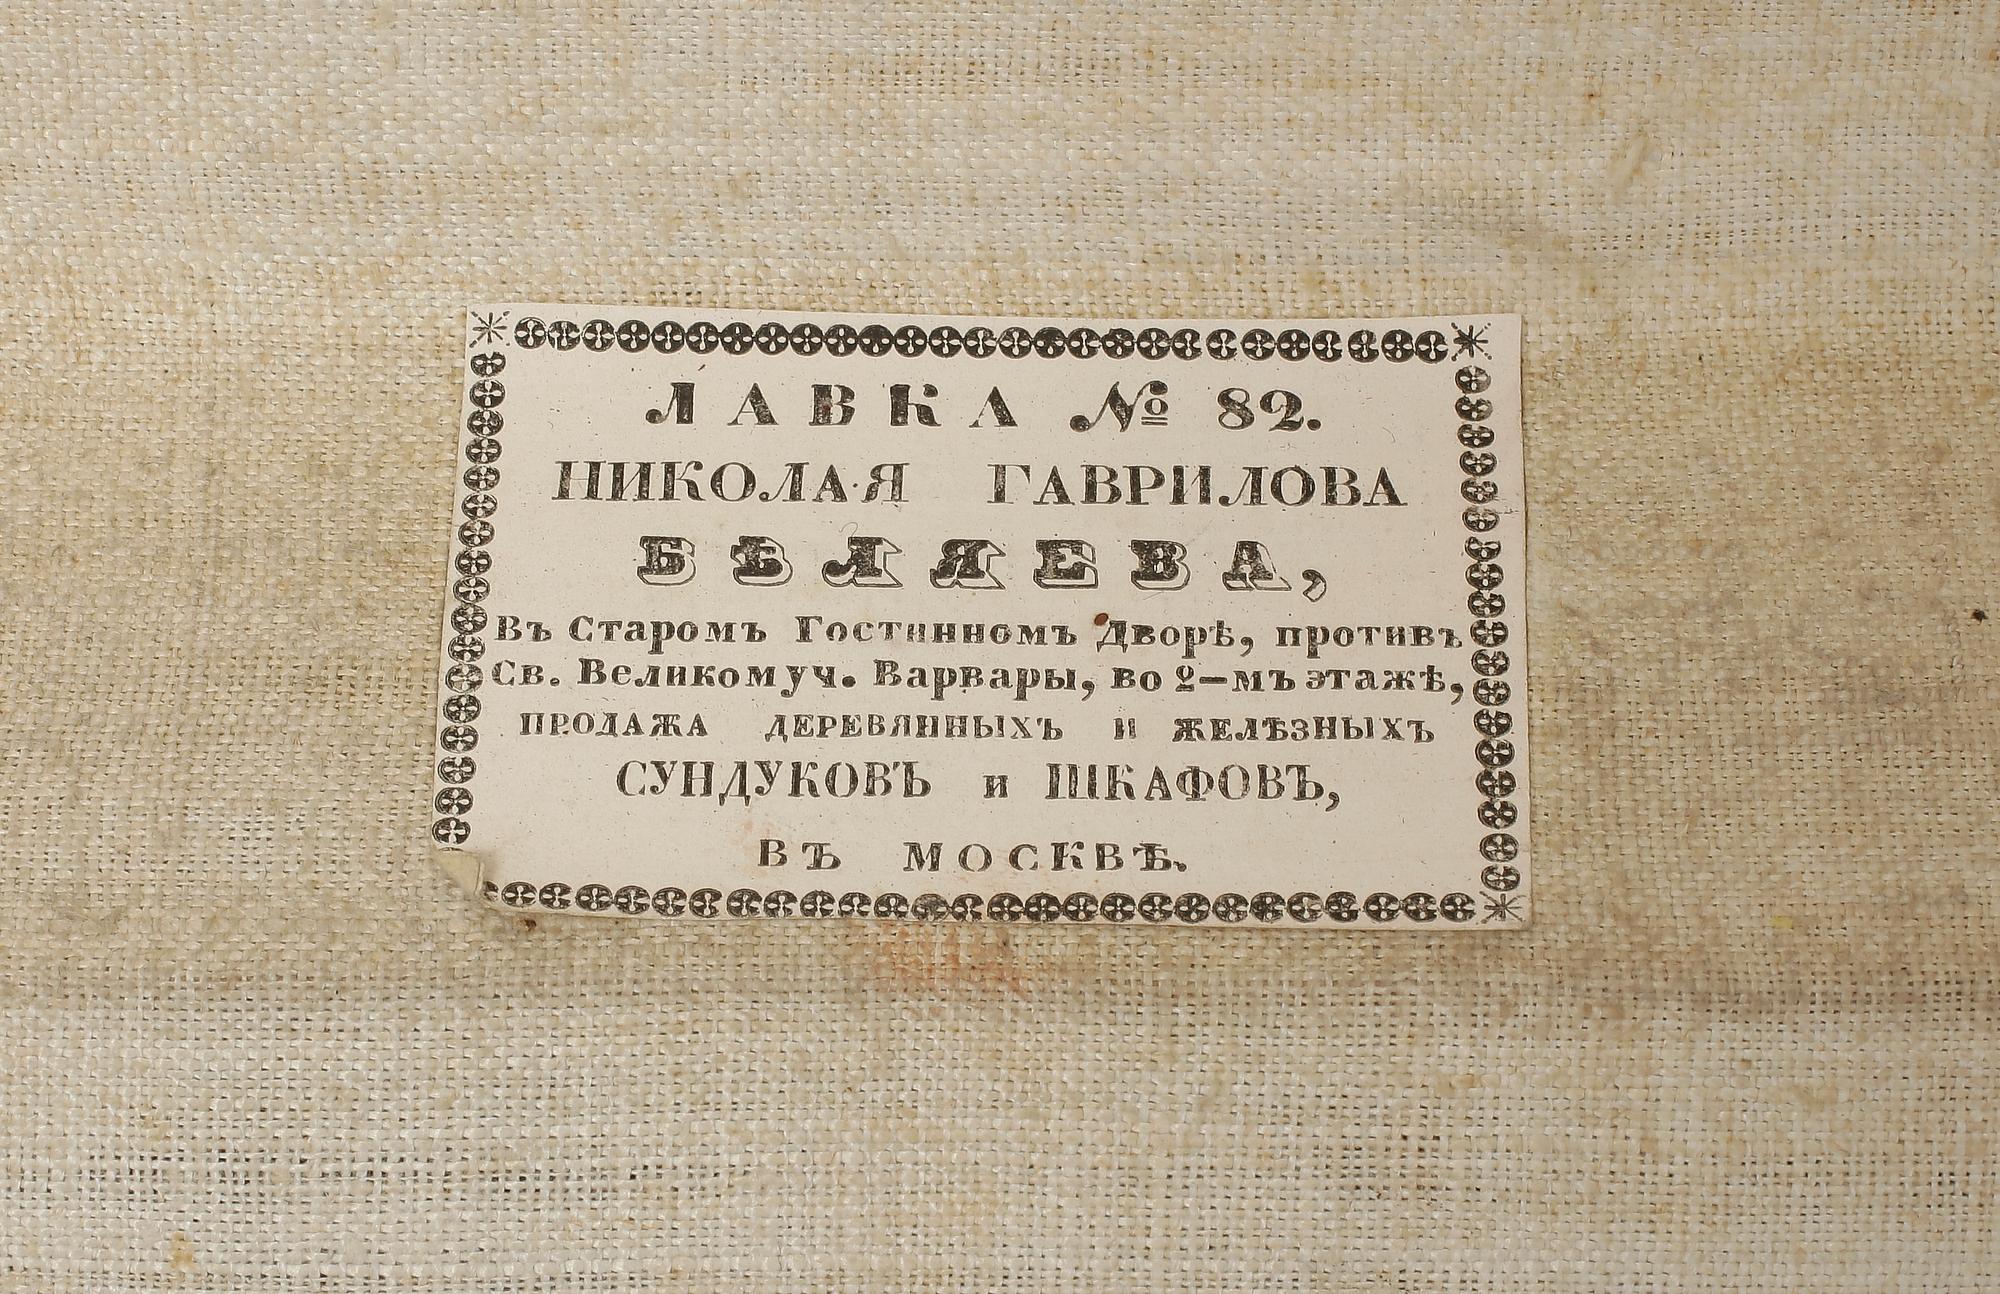 ЛАВКА № 82.
НИКОЛАЯ ГАВРИЛОВА
БѢЛЯЕВА,
Въ Старомъ Гостинномъ Дворѣ, противъ
Св. Великомуч. Варвары, во 2-мъ этажѣ,
ПРОДАЖА ДЕРЕВЯННЫХЪ И ЖЕЛѢЗНЫХЪ
СУНДУКОВЪ и ШКАФОВЪ,
ВЪ МОСКВѢ.